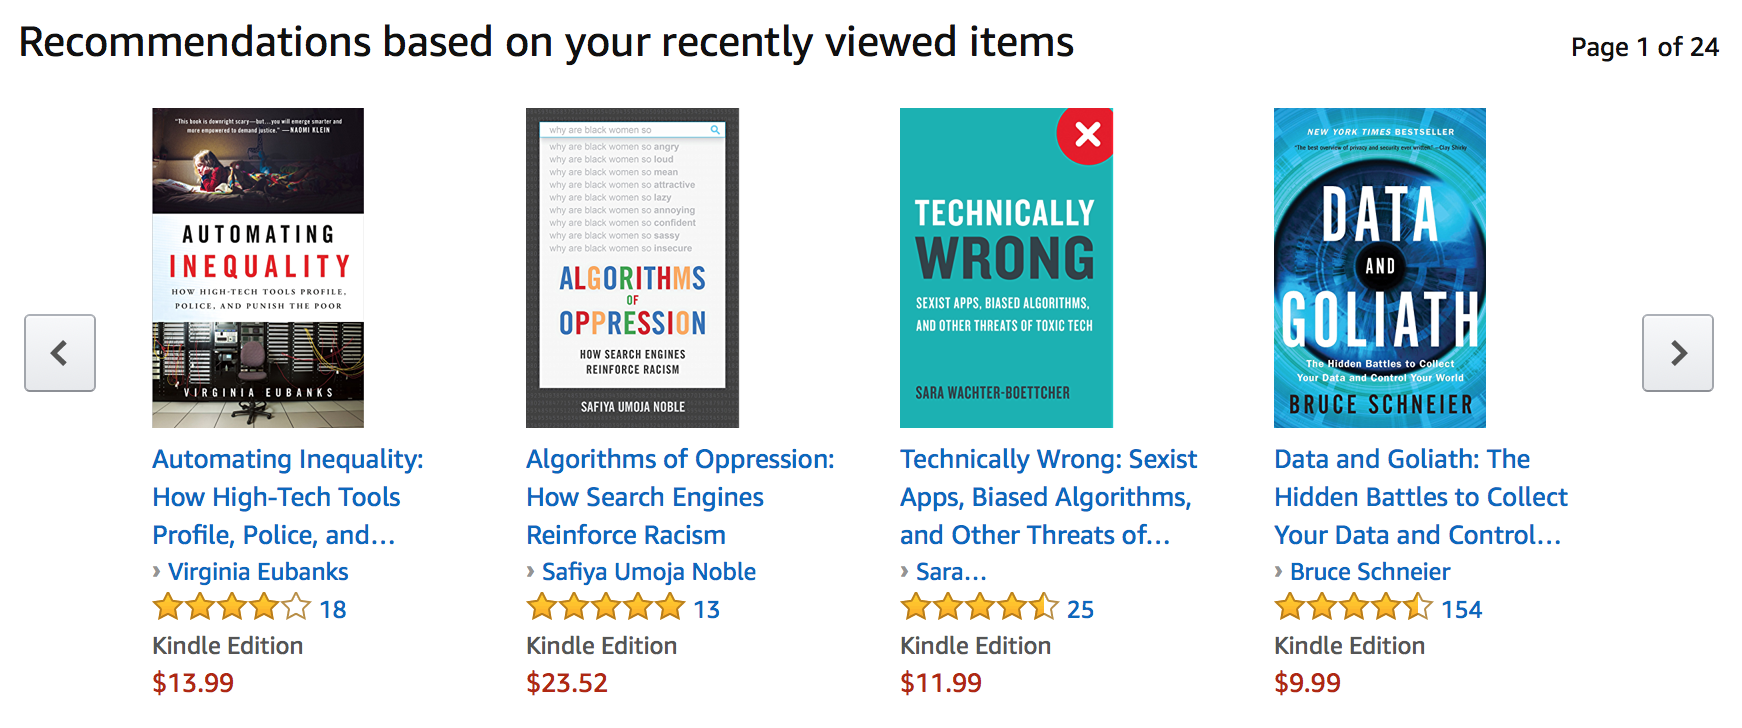 Recommendations based on your recently viewed items
Page 1 of 24
"This book is downright scary—but...you will emerge smarter and
more empowered to demand justice." —NAOMI KLEIN
AUTOMATING
INEQUALITY
HOW HIGH-TECH TOOLS PROFILE,
POLICE, AND PUNISH THE POOR
VIRGINIA EUBANKS
Automating Inequality:
How High-Tech Tools
Profile, Police, and...
› Virginia Eubanks
18
Kindle Edition
$13.99
why are black women so
why are black women so angry
why are black women so loud
why are black women so mean
why are black women so attractive
why are black women so lazy
why are black women so annoying
why are black women so confident
why are black women so sassy
why are black women so insecure
ALGORITHMS
OF
OPPRESSION
HOW SEARCH ENGINES
REINFORCE RACISM
SAFIYA UMOJA NOBLE
Algorithms of Oppression:
How Search Engines
Reinforce Racism
› Safiya Umoja Noble
13
Kindle Edition
$23.52
TECHNICALLY
WRONG
SEXIST APPS, BIASED ALGORITHMS,
AND OTHER THREATS OF TOXIC TECH
SARA WACHTER-BOETTCHER
Technically Wrong: Sexist
Apps, Biased Algorithms,
and Other Threats of...
› Sara...
25
Kindle Edition
$11.99
NEW YORK TIMES BESTSELLER
"The best overview of privacy and security ever written." —Clay Shirky
DATA
AND
GOLIATH
The Hidden Battles to Collect
Your Data and Control Your World
BRUCE SCHNEIER
Data and Goliath: The
Hidden Battles to Collect
Your Data and Control...
› Bruce Schneier
154
Kindle Edition
$9.99